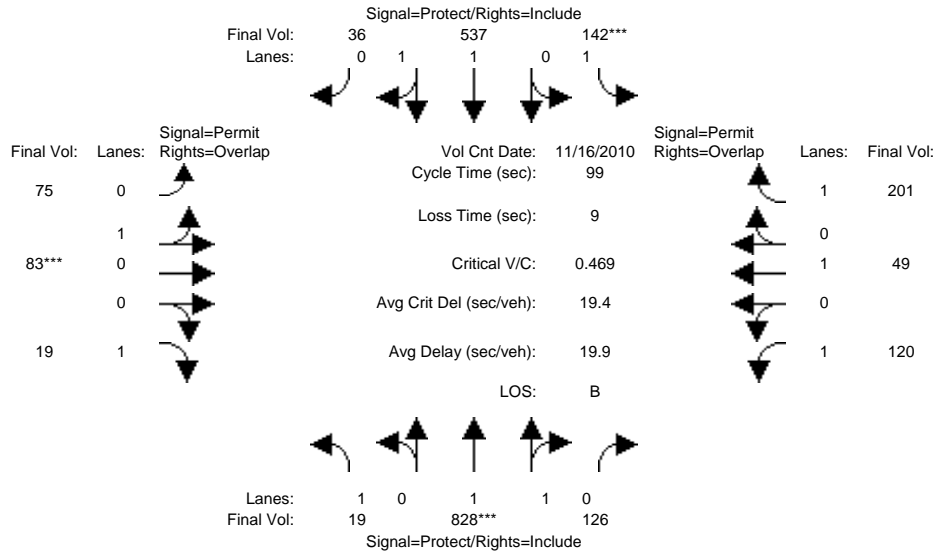 Signal=Protect/Rights=Include
Final Vol: 36 537 142***
Lanes: 0 1 1 0 1
Signal=Permit Signal=Permit
Final Vol: Lanes: Rights=Overlap Vol Cnt Date: 11/16/2010 Rights=Overlap Lanes: Final Vol:
Cycle Time (sec): 99
75 0 1 201
Loss Time (sec): 9
1 0
83*** 0 Critical V/C: 0.469 1 49
0 Avg Crit Del (sec/veh): 19.4 0
19 1 Avg Delay (sec/veh): 19.9 1 120
LOS: B
Lanes: 1 0 1 1 0
Final Vol: 19 828*** 126
Signal=Protect/Rights=Include